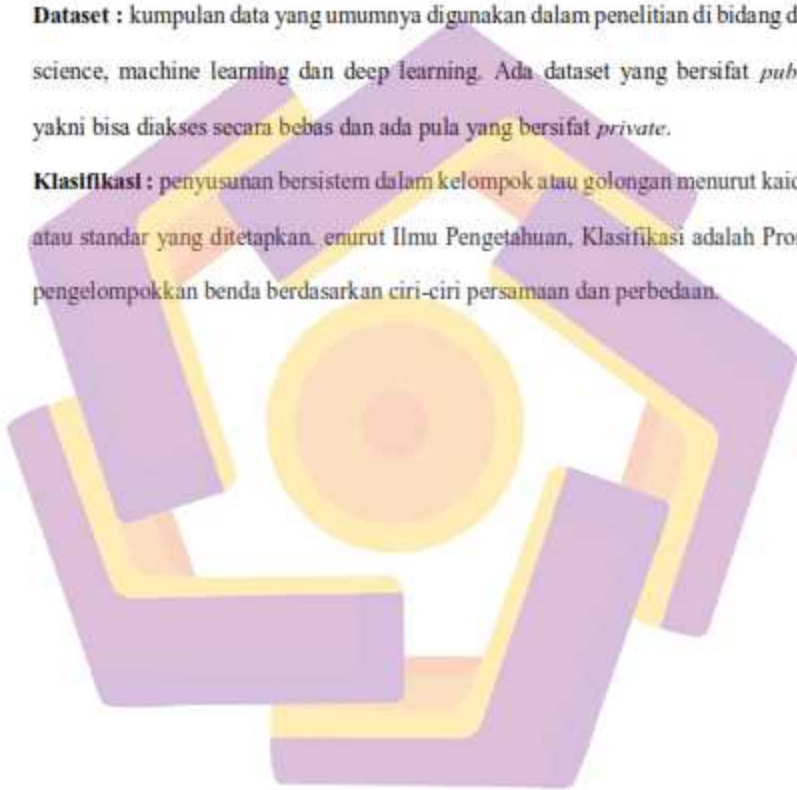 Dataset : kumpulan data yang umumnya digunakan dalam penelitian di bidang d
science, machine learning dan deep learning. Ada dataset yang bersifat pub
yakni bisa diakses secara bebas dan ada pula yang bersifat private.
Klasifikasi : penyusunan bersistem dalam kelompok atau golongan menurut kaid
atau standar yang ditetapkan. enurut Ilmu Pengetahuan, Klasifikasi adalah Pro
pengelompokkan benda berdasarkan ciri-ciri persamaan dan perbedaan.